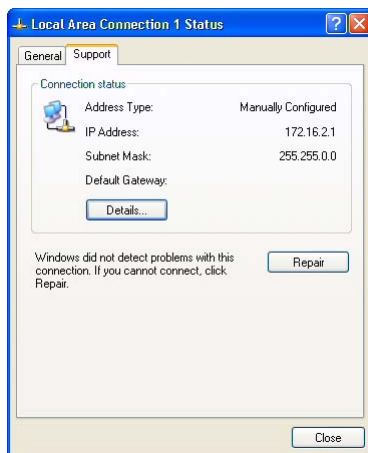 Local Area Connection 1 Status
General
Support
Connection status
Address Type: Manually Configured
IP Address: 172.16.2.1
Subnet Mask: 255.255.0.0
Default Gateway:
Details...
Windows did not detect problems with this
connection. If you cannot connect, click
Repair.
Repair
Close